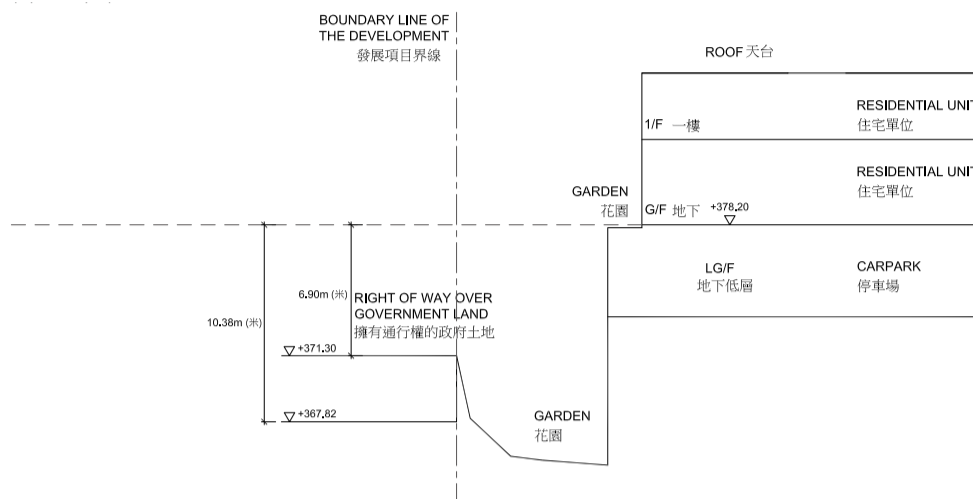 BOUNDARY LINE OF
THE DEVELOPMENT
發展項目界線
ROOF 天台
1/F 一樓
RESIDENTIAL UNIT
住宅單位
RESIDENTIAL UNIT
住宅單位
GARDEN
花園
G/F 地下 +378.20
LG/F
地下低層
CARPARK
停車場
6.90m (米)
RIGHT OF WAY OVER
GOVERNMENT LAND
擁有通行權的政府土地
10.38m (米)
+371.30
+367.82
GARDEN
花園